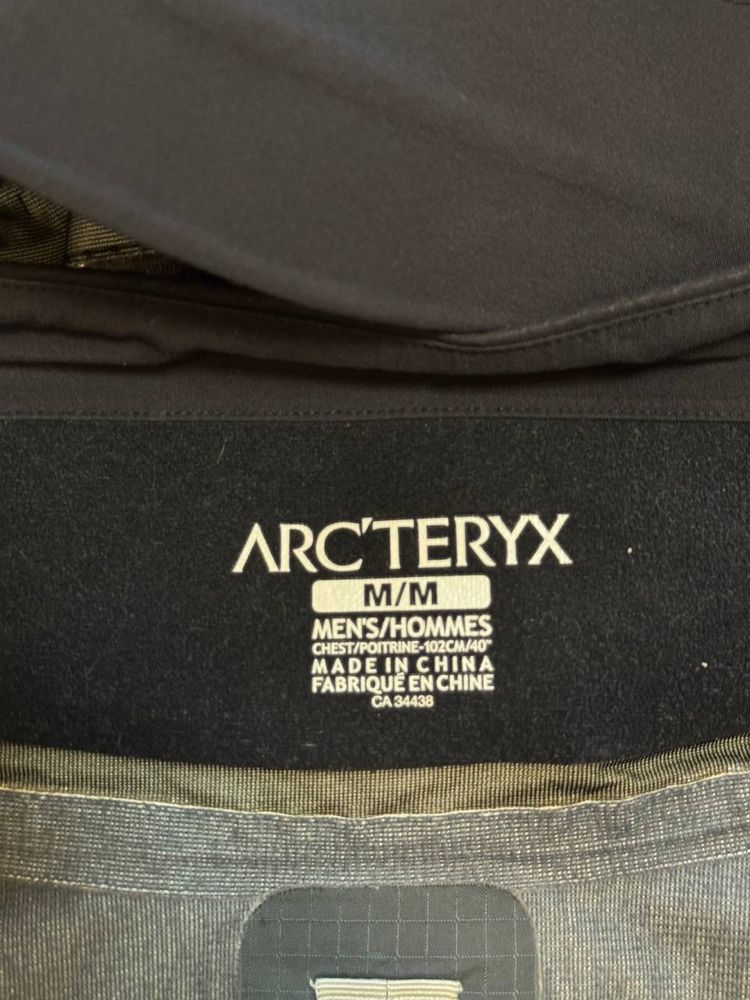 ARC'TERYX
M/M
MEN'S/HOMMES
CHEST/POITRINE-102CM/40"
MADE IN CHINA
FABRIQUÉ EN CHINE
CA 34438